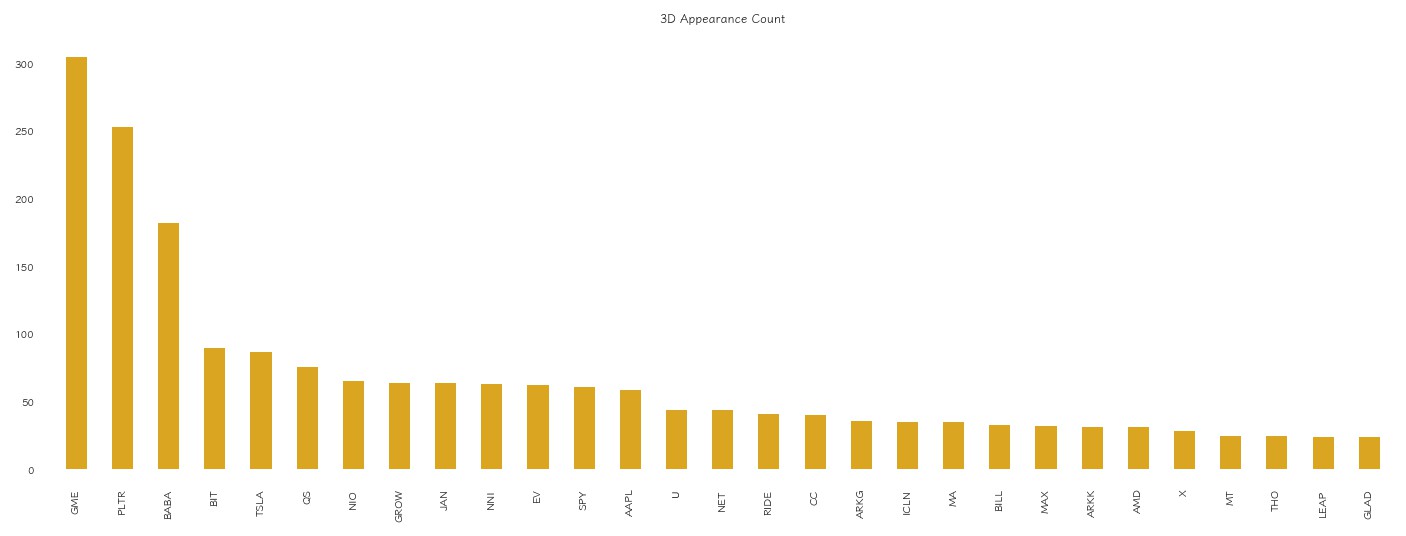 3D Appearance Count
300
250
200
150
100
50
0
GME
PLTR
BABA
BIT
TSLA
QS
NIO
GROW
JAN
NNI
EV
SPY
AAPL
U
NET
RIDE
CC
ARKG
ICLN
MA
BILL
MAX
ARKK
AMD
X
MT
THO
LEAP
GLAD